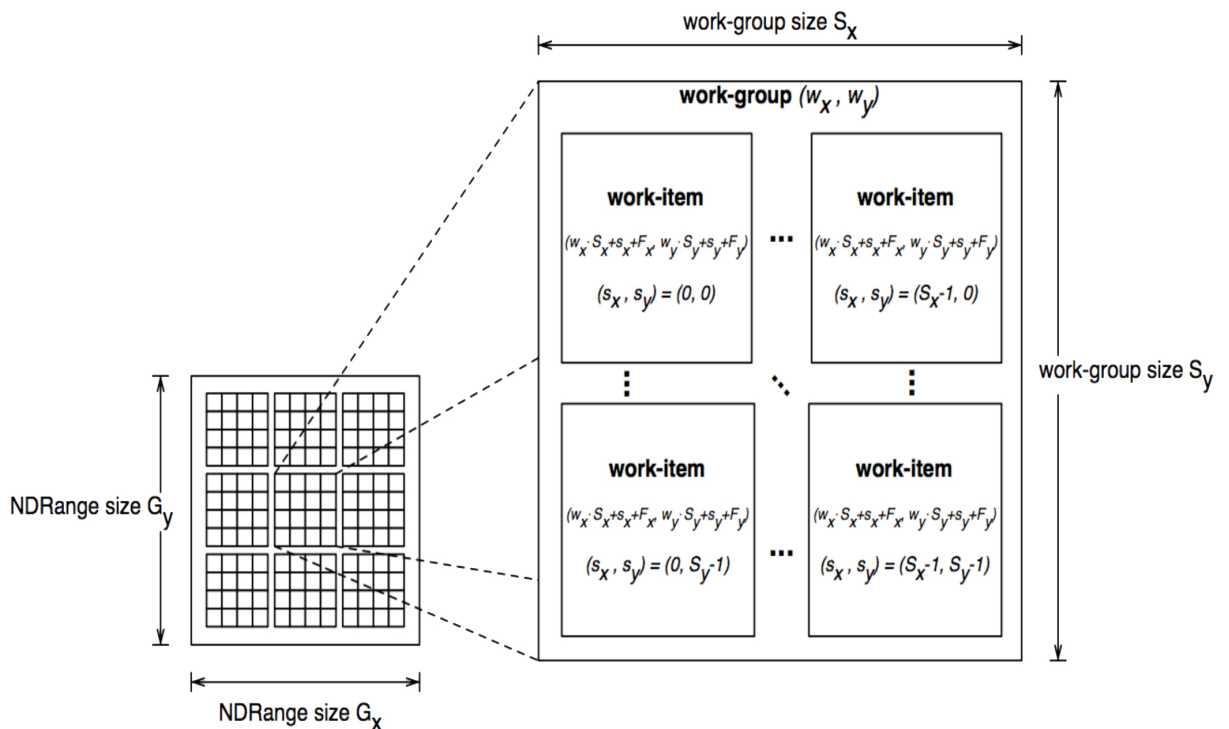 work-group size Sx
work-group (wx , wy)
work-item
(wx· Sx+sx+Fx, wy· Sy+sy+Fy)
(sx , sy) = (0, 0)
...
work-item
(wx· Sx+sx+Fx, wy· Sy+sy+Fy)
(sx , sy) = (Sx-1, 0)
work-group size Sy
work-item
(wx· Sx+sx+Fx, wy· Sy+sy+Fy)
(sx , sy) = (0, Sy-1)
...
work-item
(wx· Sx+sx+Fx, wy· Sy+sy+Fy)
(sx , sy) = (Sx-1, Sy-1)
NDRange size Gy
NDRange size Gx